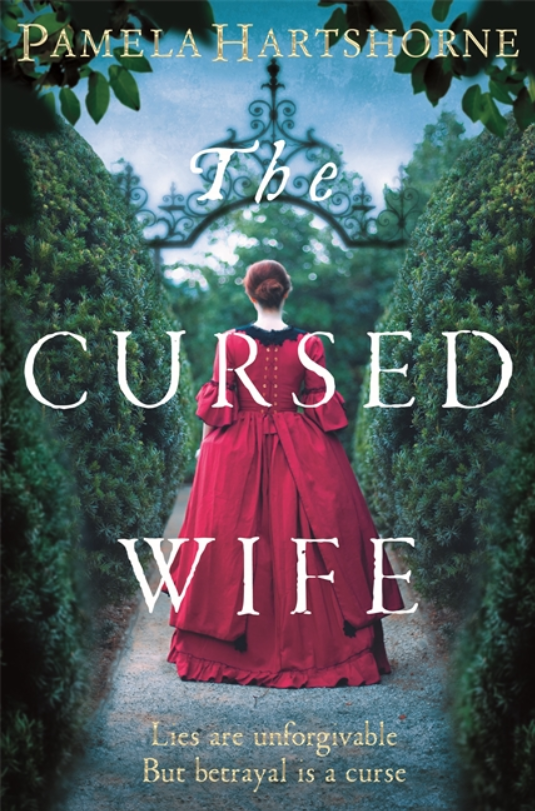 PAMELA HARTSHORNE
The
CURSED
WIFE
Lies are unforgivable
But betrayal is a curse